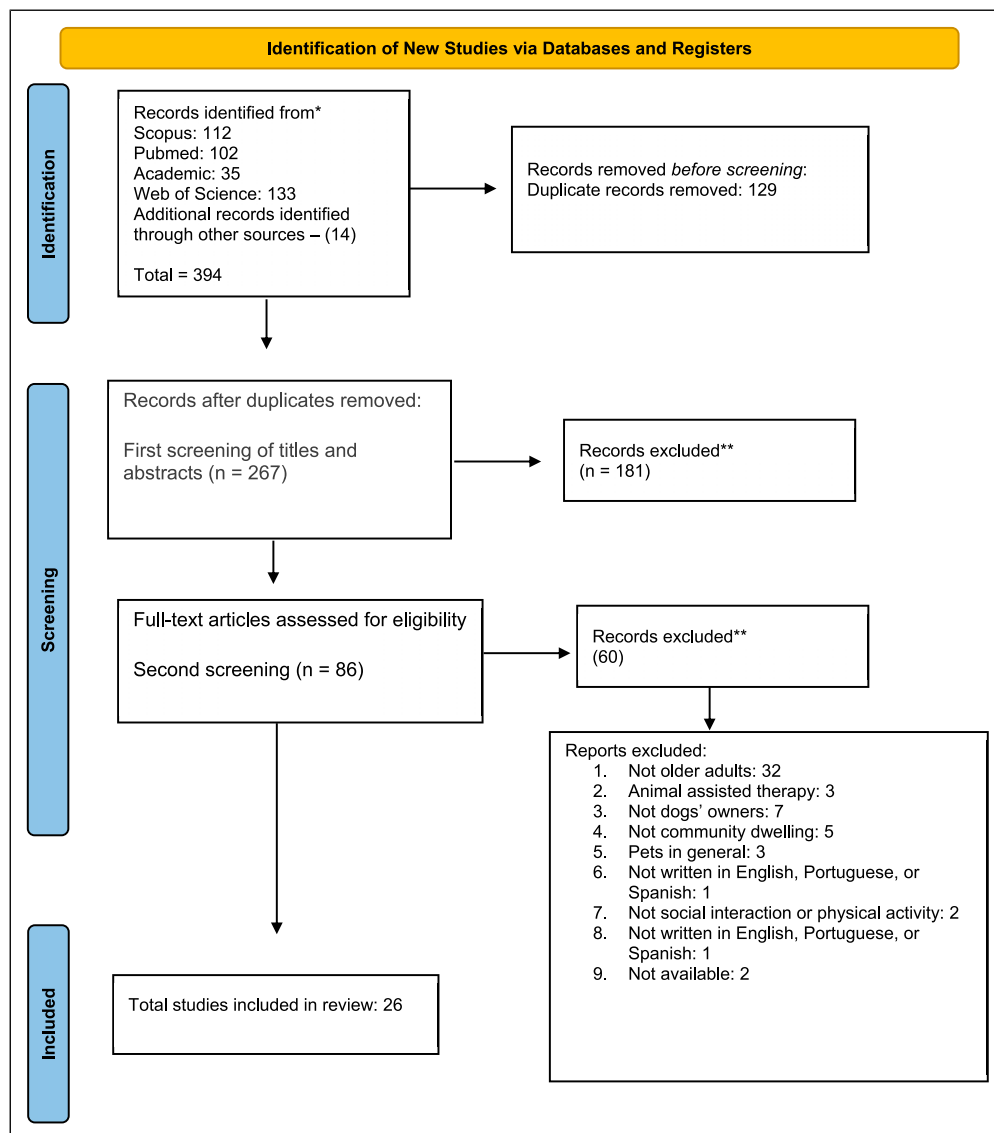 Identification of New Studies via Databases and Registers
Identification
Records identified from*
Scopus: 112
Pubmed: 102
Academic: 35
Web of Science: 133
Additional records identified
through other sources – (14)
Total = 394
Records removed before screening:
Duplicate records removed: 129
Screening
Records after duplicates removed:
First screening of titles and
abstracts (n = 267)
Records excluded**
(n = 181)
Full-text articles assessed for eligibility
Second screening (n = 86)
Records excluded**
(60)
Reports excluded:
1. Not older adults: 32
2. Animal assisted therapy: 3
3. Not dogs’ owners: 7
4. Not community dwelling: 5
5. Pets in general: 3
6. Not written in English, Portuguese, or
Spanish: 1
7. Not social interaction or physical activity: 2
8. Not written in English, Portuguese, or
Spanish: 1
9. Not available: 2
Included
Total studies included in review: 26